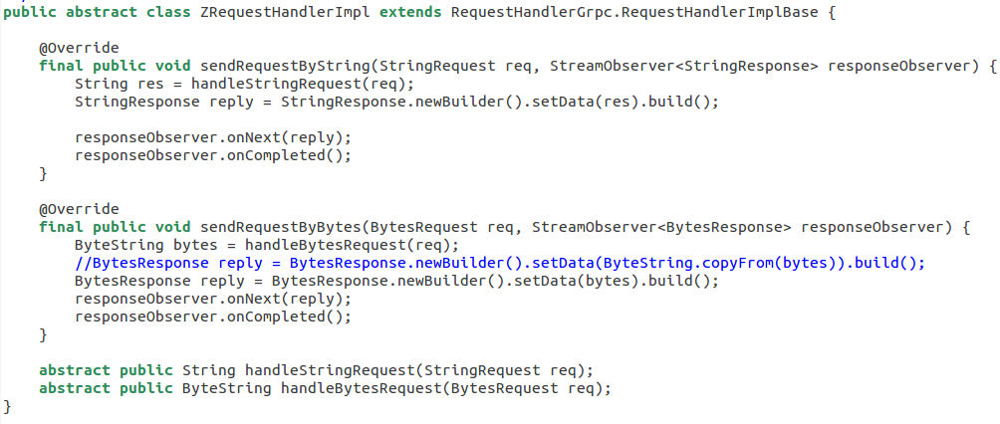 public abstract class ZRequestHandlerImpl extends RequestHandlerGrpc.RequestHandlerImplBase {

    @Override
    final public void sendRequestByString(StringRequest req, StreamObserver<StringResponse> responseObserver) {
        String res = handleStringRequest(req);
        StringResponse reply = StringResponse.newBuilder().setData(res).build();

        responseObserver.onNext(reply);
        responseObserver.onCompleted();
    }

    @Override
    final public void sendRequestByBytes(BytesRequest req, StreamObserver<BytesResponse> responseObserver) {
        ByteString bytes = handleBytesRequest(req);
        //BytesResponse reply = BytesResponse.newBuilder().setData(ByteString.copyFrom(bytes)).build();
        BytesResponse reply = BytesResponse.newBuilder().setData(bytes).build();
        responseObserver.onNext(reply);
        responseObserver.onCompleted();
    }

    abstract public String handleStringRequest(StringRequest req);
    abstract public ByteString handleBytesRequest(BytesRequest req);
}